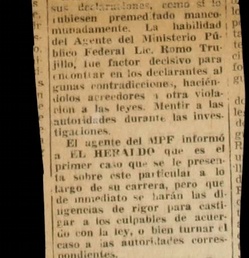 sus declaraciones, como si lo
hubiesen premeditado manco-
munadamente. La habilidad
del Agente del Ministerio Pú-
blico Federal Lic. Romo Tru-
jillo, fue factor decisivo para
encontrar en los declarantes al
gunas contradicciones, hacién-
dolos acreedores a otra viola-
ción a las leyes. Mentir a las
autoridades durante las inves-
tigaciones.
El agente del MPF informó
a EL HERALDO que es el
primer caso que se le presen-
ta sobre este particular a lo
largo de su carrera, pero que
de inmediato se harán las di-
ligencias de rigor para casti-
gar a los culpables de acuer-
do con la ley, o bien turnar el
caso a las autoridades corres-
pondientes.